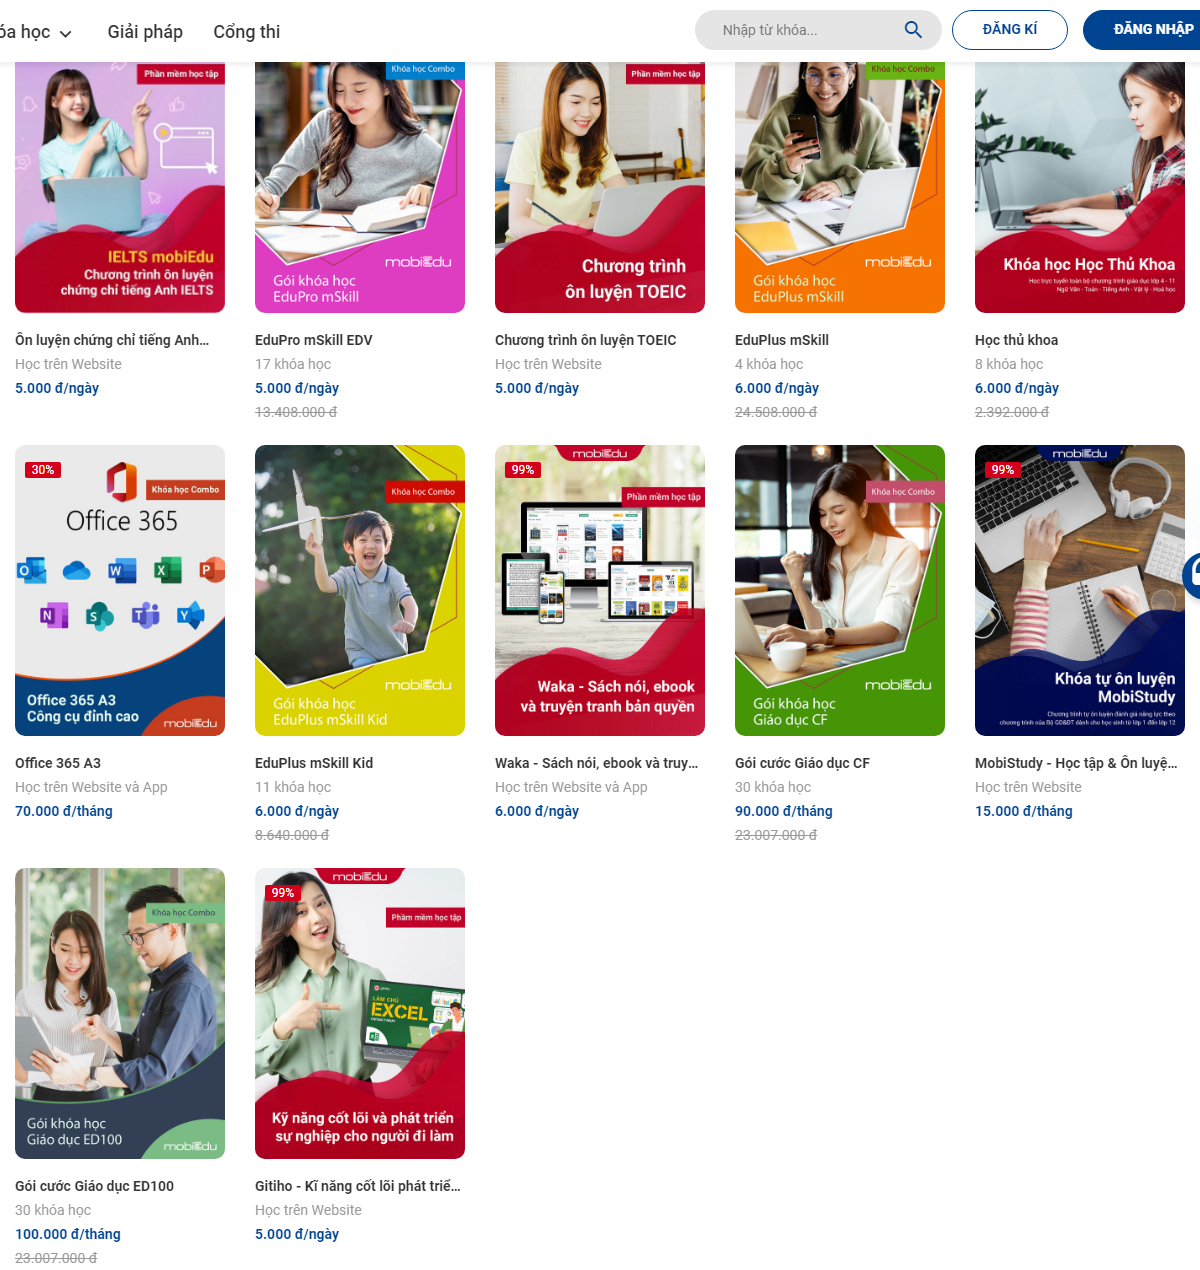 óa học
Giải pháp
Cổng thi
Nhập từ khóa...
ĐĂNG KÍ
ĐĂNG NHẬP
Phần mềm học tập
IELTS mobiEdu
Chương trình ôn luyện
chứng chỉ tiếng Anh IELTS
Khóa học Combo
mobiEdu
Gói khóa học
EduPro mSkill
Phần mềm học tập
Chương trình
ôn luyện TOEIC
Khóa học Combo
mobiEdu
Gói khóa học
EduPlus mSkill
Khóa học Học Thủ Khoa
Học trực tuyến toàn bộ chương trình giáo dục lớp 4 - 11
Ngữ Văn - Toán - Tiếng Anh - Vật lý - Hoá học
Ôn luyện chứng chỉ tiếng Anh...
Học trên Website
5.000 đ/ngày
EduPro mSkill EDV
17 khóa học
5.000 đ/ngày
13.408.000 đ
Chương trình ôn luyện TOEIC
Học trên Website
5.000 đ/ngày
EduPlus mSkill
4 khóa học
6.000 đ/ngày
24.508.000 đ
Học thủ khoa
8 khóa học
6.000 đ/ngày
2.392.000 đ
30%
Khóa học Combo
Office 365
O
W
X
P
N
S
T
Office 365 A3
Công cụ đỉnh cao
mobiEdu
Khóa học Combo
mobiEdu
Gói khóa học
EduPlus mSkill Kid
99%
mobiEdu
Phần mềm học tập
Waka - Sách nói, ebook
và truyện tranh bản quyền
Khóa học Combo
mobiEdu
Gói khóa học
Giáo dục CF
99%
mobiEdu
Khóa tự ôn luyện
MobiStudy
Chương trình tự ôn luyện đánh giá năng lực theo
chương trình của Bộ GD&ĐT dành cho học sinh từ lớp 1 đến lớp 12
Office 365 A3
Học trên Website và App
70.000 đ/tháng
EduPlus mSkill Kid
11 khóa học
6.000 đ/ngày
8.640.000 đ
Waka - Sách nói, ebook và truy...
Học trên Website và App
6.000 đ/ngày
Gói cước Giáo dục CF
30 khóa học
90.000 đ/tháng
23.007.000 đ
MobiStudy - Học tập & Ôn luyệ...
Học trên Website
15.000 đ/tháng
Khóa học Combo
Gói khóa học
Giáo dục ED100
mobiEdu
99%
mobiEdu
Phần mềm học tập
LÀM CHỦ
EXCEL
Kỹ năng cốt lõi và phát triển
sự nghiệp cho người đi làm
Gói cước Giáo dục ED100
30 khóa học
100.000 đ/tháng
23.007.000 đ
Gitiho - Kĩ năng cốt lõi phát triể...
Học trên Website
5.000 đ/ngày